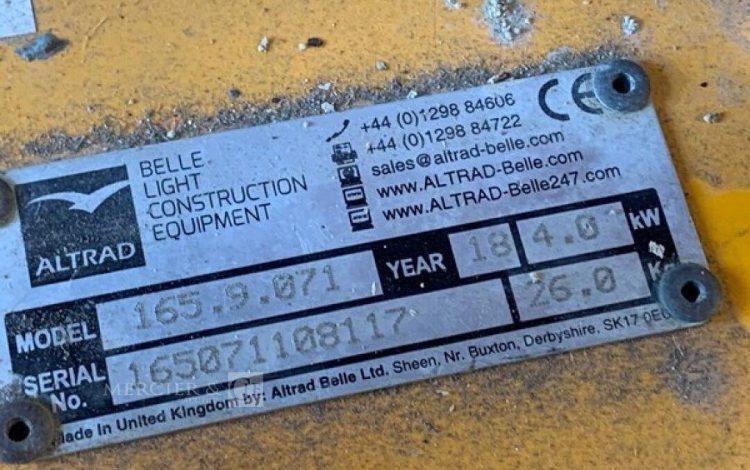 ALTRAD
BELLE
LIGHT
CONSTRUCTION
EQUIPMENT
+44 (0)1298 84606
+44 (0)1298 84722
sales@altrad-belle.com
www.ALTRAD-Belle.com
www.ALTRAD-Belle247.com
CE
MODEL 165.9.071 YEAR 18 4.0 kW
SERIAL No. 165071108117 26.0 Kg
Made in United Kingdom by: Altrad Belle Ltd. Sheen, Nr. Buxton, Derbyshire, SK17
MERCIER &